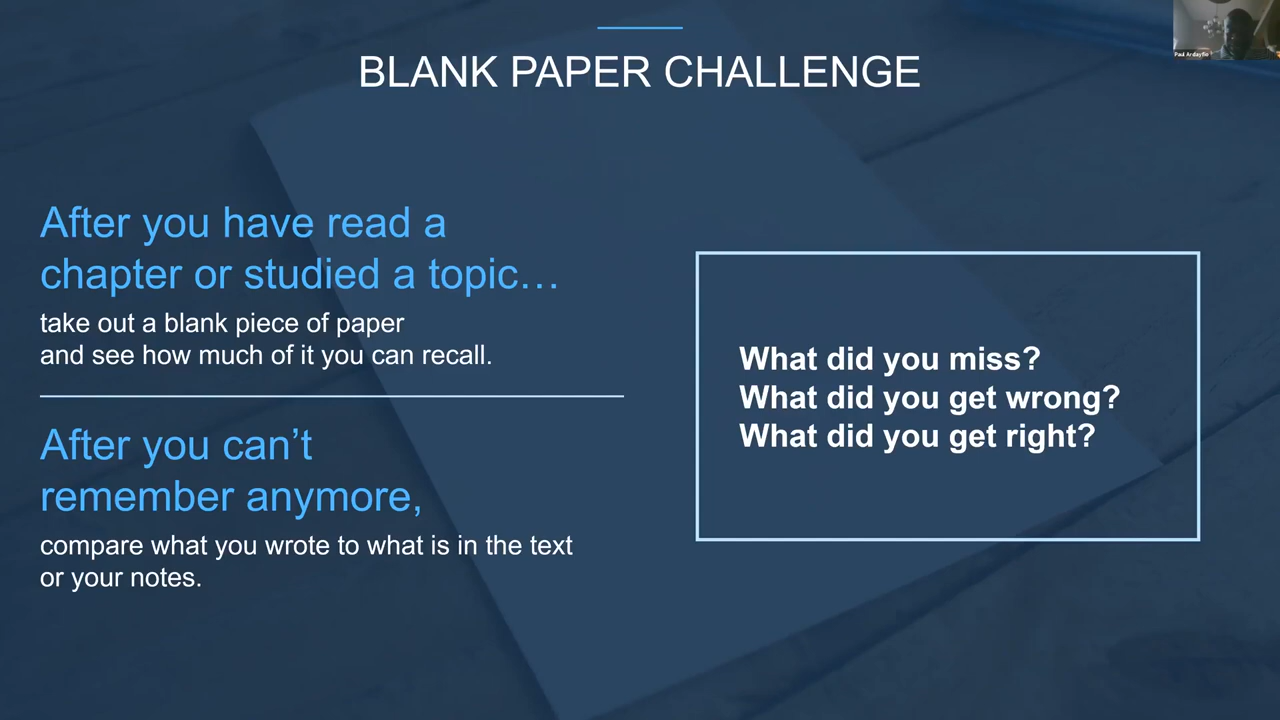 BLANK PAPER CHALLENGE
After you have read a
chapter or studied a topic…
take out a blank piece of paper
and see how much of it you can recall.
After you can’t
remember anymore,
compare what you wrote to what is in the text
or your notes.
What did you miss?
What did you get wrong?
What did you get right?
Paul Ardayfio